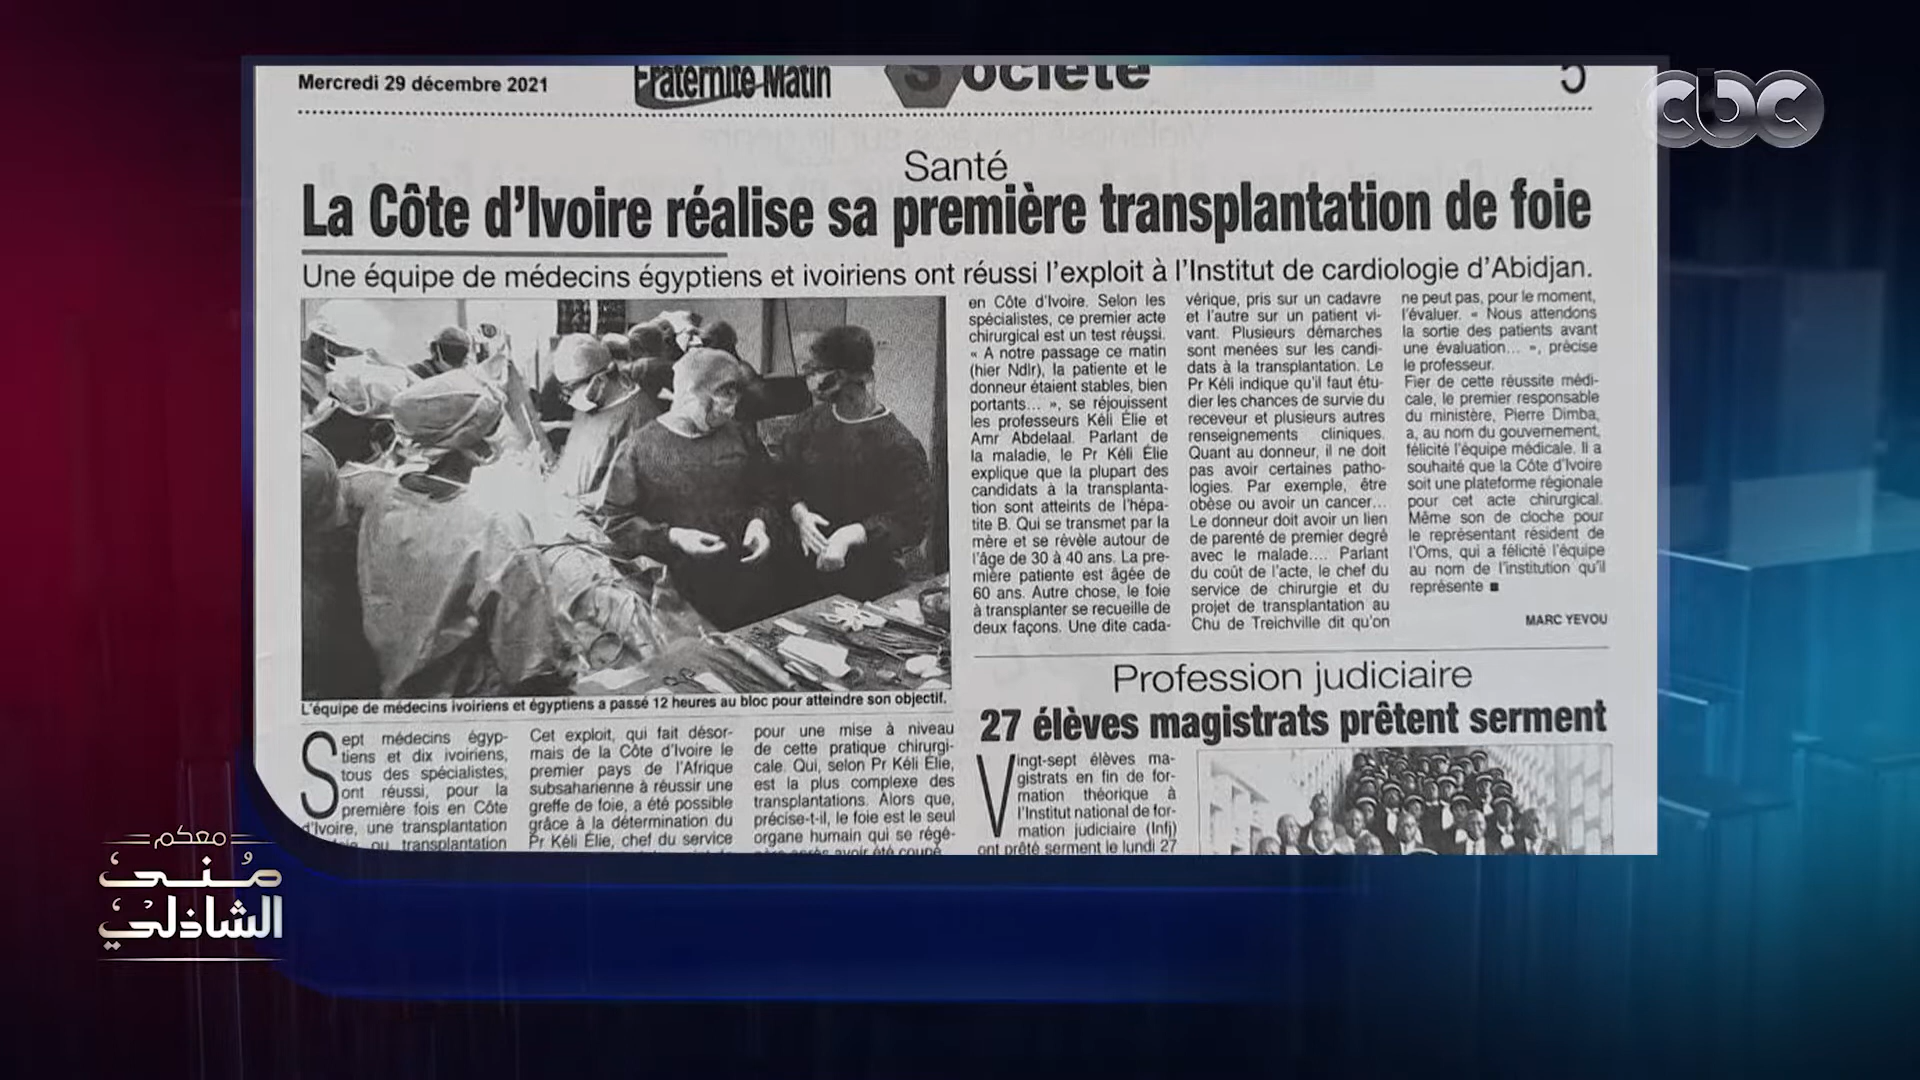 Mercredi 29 décembre 2021
Fraternité Matin
Société
5
cbc
Santé
La Côte d'Ivoire réalise sa première transplantation de foie
Une équipe de médecins égyptiens et ivoiriens ont réussi l'exploit à l'Institut de cardiologie d'Abidjan.
L'équipe de médecins ivoiriens et égyptiens a passé 12 heures au bloc pour atteindre son objectif.
Sept médecins égyp-
tiens et dix ivoiriens,
tous des spécialistes,
ont réussi, pour la
première fois en Côte
d'Ivoire, une transplantation
ou transplantation
Cet exploit, qui fait désor-
mais de la Côte d'Ivoire le
premier pays de l'Afrique
subsaharienne à réussir une
greffe de foie, a été possible
grâce à la détermination du
Pr Kéli Élie, chef du service
pour une mise à niveau
de cette pratique chirurgi-
cale. Qui, selon Pr Kéli Élie,
est la plus complexe des
transplantations. Alors que,
précise-t-il, le foie est le seul
organe humain qui se régé-
après avoir été coupé
en Côte d'Ivoire. Selon les
spécialistes, ce premier acte
chirurgical est un test réussi.
« A notre passage ce matin
(hier Ndlr), la patiente et le
donneur étaient stables, bien
portants... », se réjouissent
les professeurs Kéli Élie et
Amr Abdelaal. Parlant de
la maladie, le Pr Kéli Élie
explique que la plupart des
candidats à la transplanta-
tion sont atteints de l'hépa-
tite B. Qui se transmet par la
mère et se révèle autour de
l'âge de 30 à 40 ans. La pre-
mière patiente est âgée de
60 ans. Autre chose, le foie
à transplanter se recueille de
deux façons. Une dite cada-
vérique, pris sur un cadavre
et l'autre sur un patient vi-
vant. Plusieurs démarches
sont menées sur les candi-
dats à la transplantation. Le
Pr Kéli indique qu'il faut étu-
dier les chances de survie du
receveur et plusieurs autres
renseignements cliniques.
Quant au donneur, il ne doit
pas avoir certaines patho-
logies. Par exemple, être
obèse ou avoir un cancer...
Le donneur doit avoir un lien
de parenté de premier degré
avec le malade.... Parlant
du coût de l'acte, le chef du
service de chirurgie et du
projet de transplantation au
Chu de Treichville dit qu'on
ne peut pas, pour le moment,
l'évaluer. « Nous attendons
la sortie des patients avant
une évaluation... », précise
le professeur.
Fier de cette réussite médi-
cale, le premier responsable
du ministère, Pierre Dimba,
a, au nom du gouvernement,
félicité l'équipe médicale. Il a
souhaité que la Côte d'Ivoire
soit une plateforme régionale
pour cet acte chirurgical.
Même son de cloche pour
le représentant résident de
l'Oms, qui a félicité l'équipe
au nom de l'institution qu'il
représente ■
MARC YEVOU
Profession judiciaire
27 élèves magistrats prêtent serment
Vingt-sept élèves ma-
gistrats en fin de for-
mation théorique à
l'Institut national de for-
mation judiciaire (Infj)
ont prêté serment le lundi 27
معكم
مُنى
الشاذلي